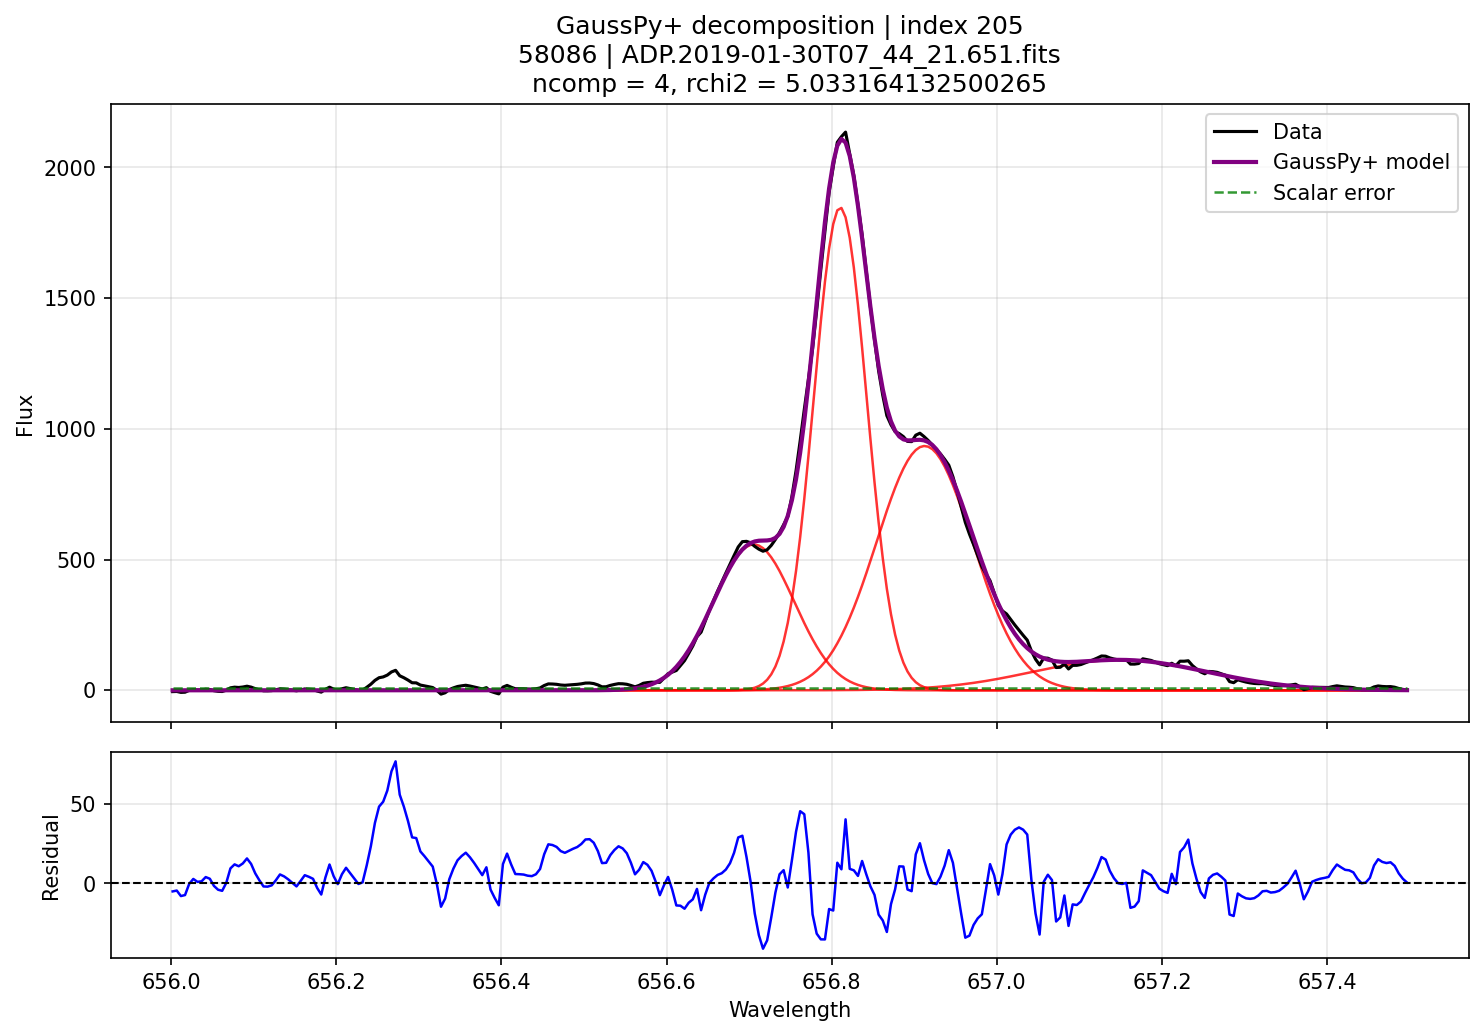 GaussPy+ decomposition | index 205
58086 | ADP.2019-01-30T07_44_21.651.fits
ncomp = 4, rchi2 = 5.033164132500265
Data
GaussPy+ model
Scalar error
2000
1500
1000
500
0
Flux
50
0
Residual
656.0 656.2 656.4 656.6 656.8 657.0 657.2 657.4
Wavelength